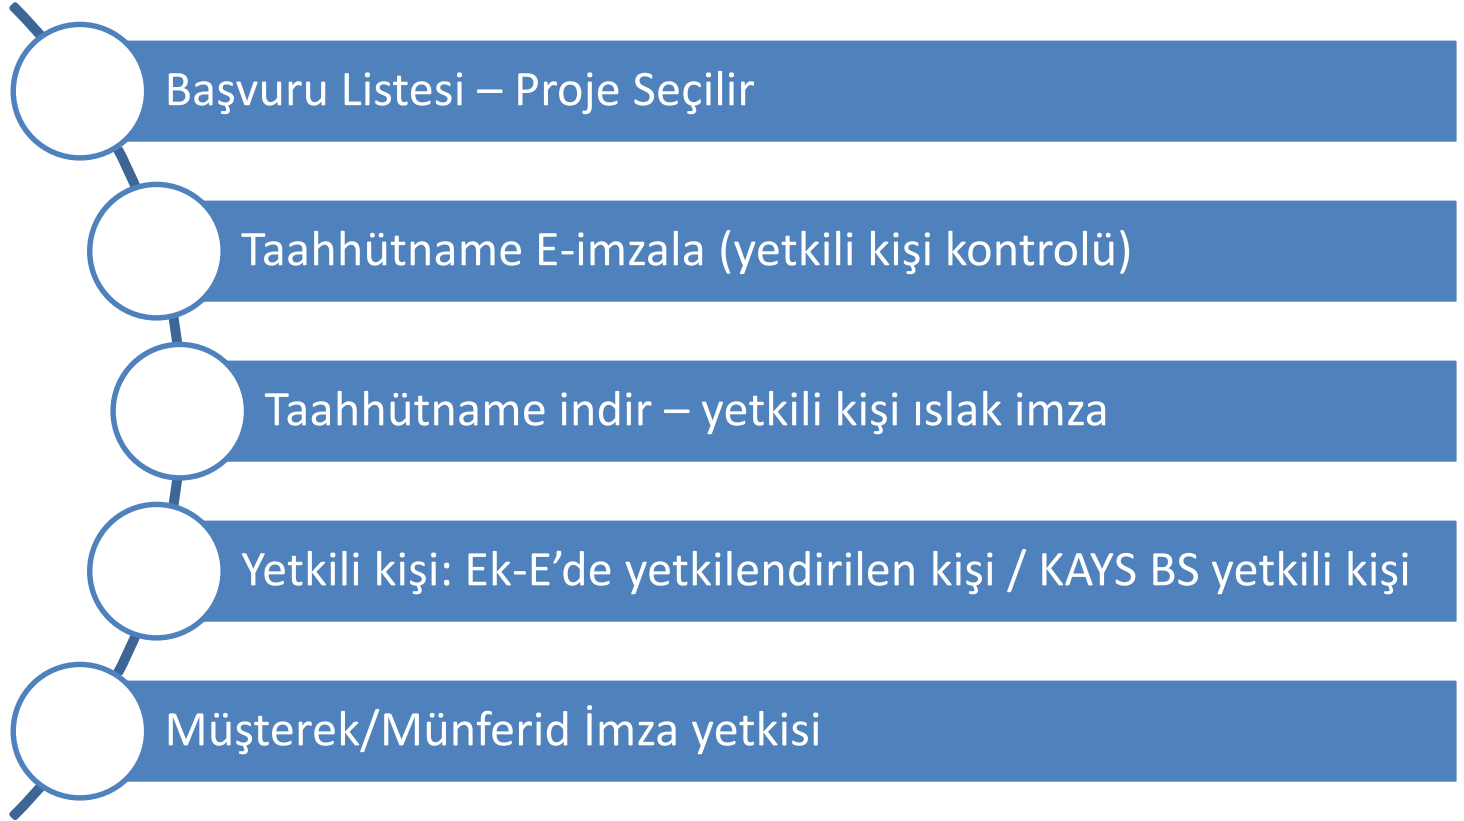 Başvuru Listesi – Proje Seçilir
Taahhütname E-imzala (yetkili kişi kontrolü)
Taahhütname indir – yetkili kişi ıslak imza
Yetkili kişi: Ek-E’de yetkilendirilen kişi / KAYS BS yetkili kişi
Müşterek/Münferid İmza yetkisi